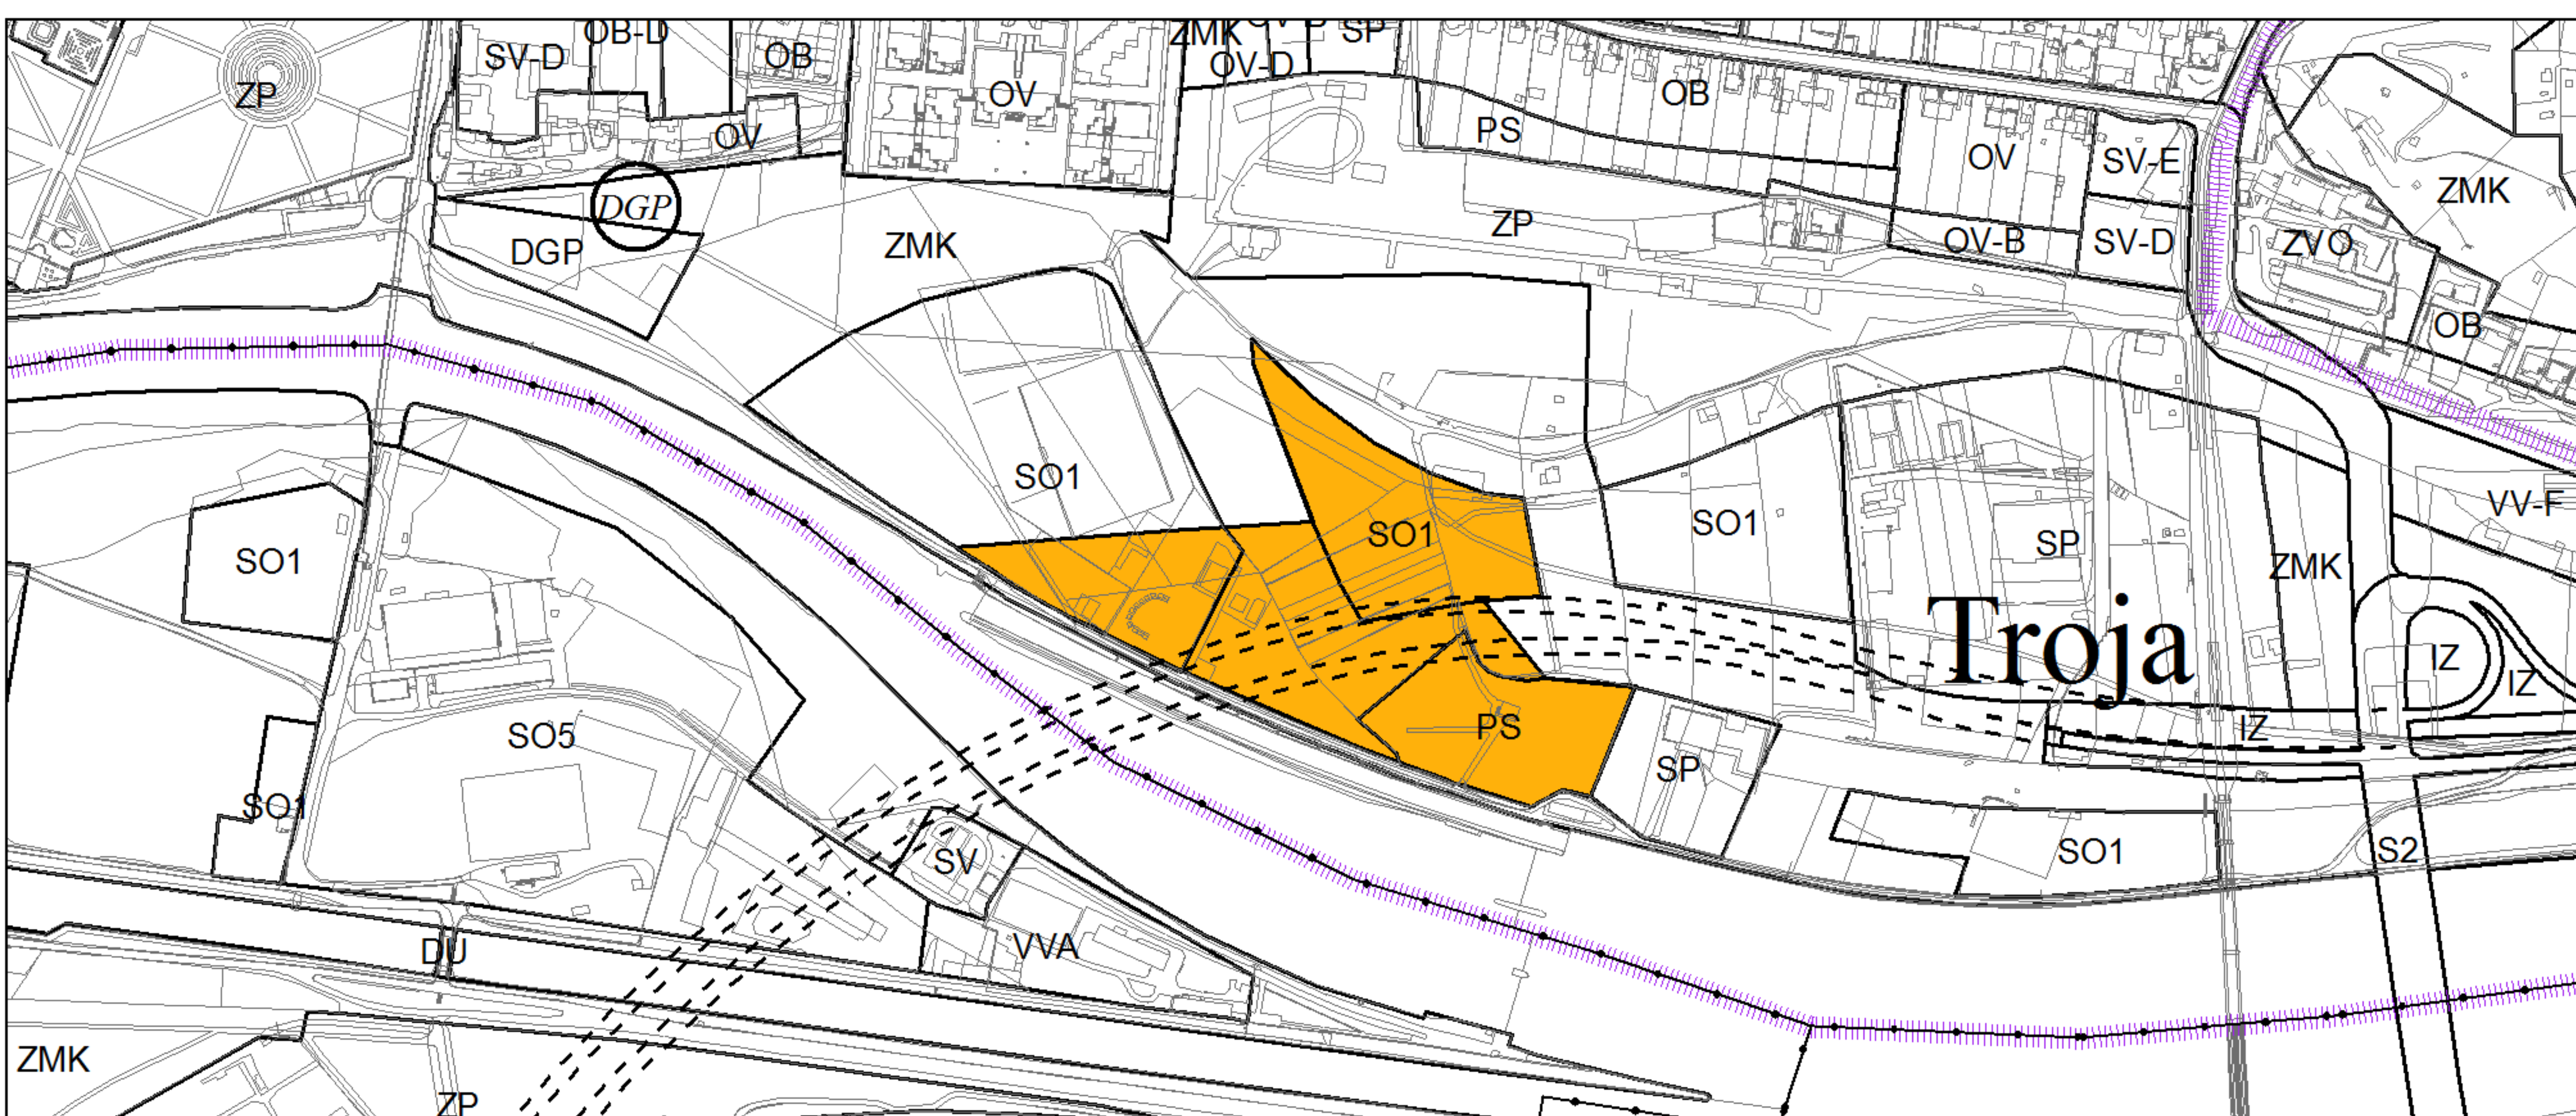 OB-D
ZMK
SP
SV-D
OB
OV-D
ZP
OV
OB
PS
OV
OV
SV-E
ZMK
DGP
ZP
DGP
ZMK
OV-B
SV-D
ZVO
OB
SO1
VV-F
SO1
SO1
SP
SO1
ZMK
Troja
IZ
IZ
SO5
PS
IZ
SP
SO1
SO1
S2
SV
DU
VVA
ZMK
ZP